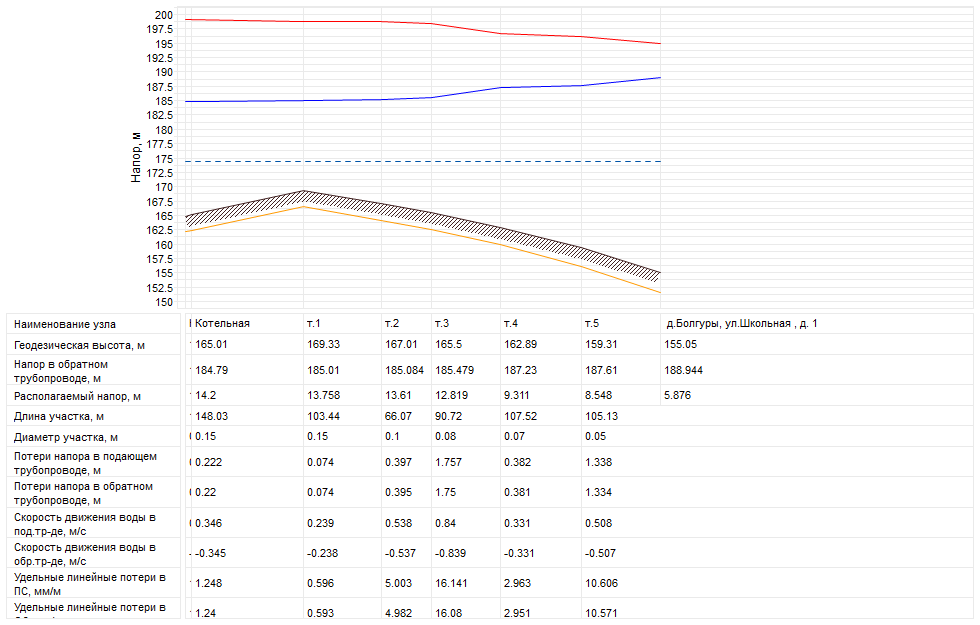 200
197.5
195
192.5
190
187.5
185
182.5
180
177.5
175
172.5
170
167.5
165
162.5
160
157.5
155
152.5
150
Напор, м
Наименование узла Котельная т.1 т.2 т.3 т.4 т.5 д.Болгуры, ул.Школьная , д. 1
Геодезическая высота, м 165.01 169.33 167.01 165.5 162.89 159.31 155.05
Напор в обратном
трубопроводе, м 184.79 185.01 185.084 185.479 187.23 187.61 188.944
Располагаемый напор, м 14.2 13.758 13.61 12.819 9.311 8.548 5.876
Длина участка, м 148.03 103.44 66.07 90.72 107.52 105.13
Диаметр участка, м 0.15 0.15 0.1 0.08 0.07 0.05
Потери напора в подающем
трубопроводе, м 0.222 0.074 0.397 1.757 0.382 1.338
Потери напора в обратном
трубопроводе, м 0.22 0.074 0.395 1.75 0.381 1.334
Скорость движения воды в
под.тр-де, м/с 0.346 0.239 0.538 0.84 0.331 0.508
Скорость движения воды в
обр.тр-де, м/с -0.345 -0.238 -0.537 -0.839 -0.331 -0.507
Удельные линейные потери в
ПС, мм/м 1.248 0.596 5.003 16.141 2.963 10.606
Удельные линейные потери в
1.24 0.593 4.982 16.08 2.951 10.571